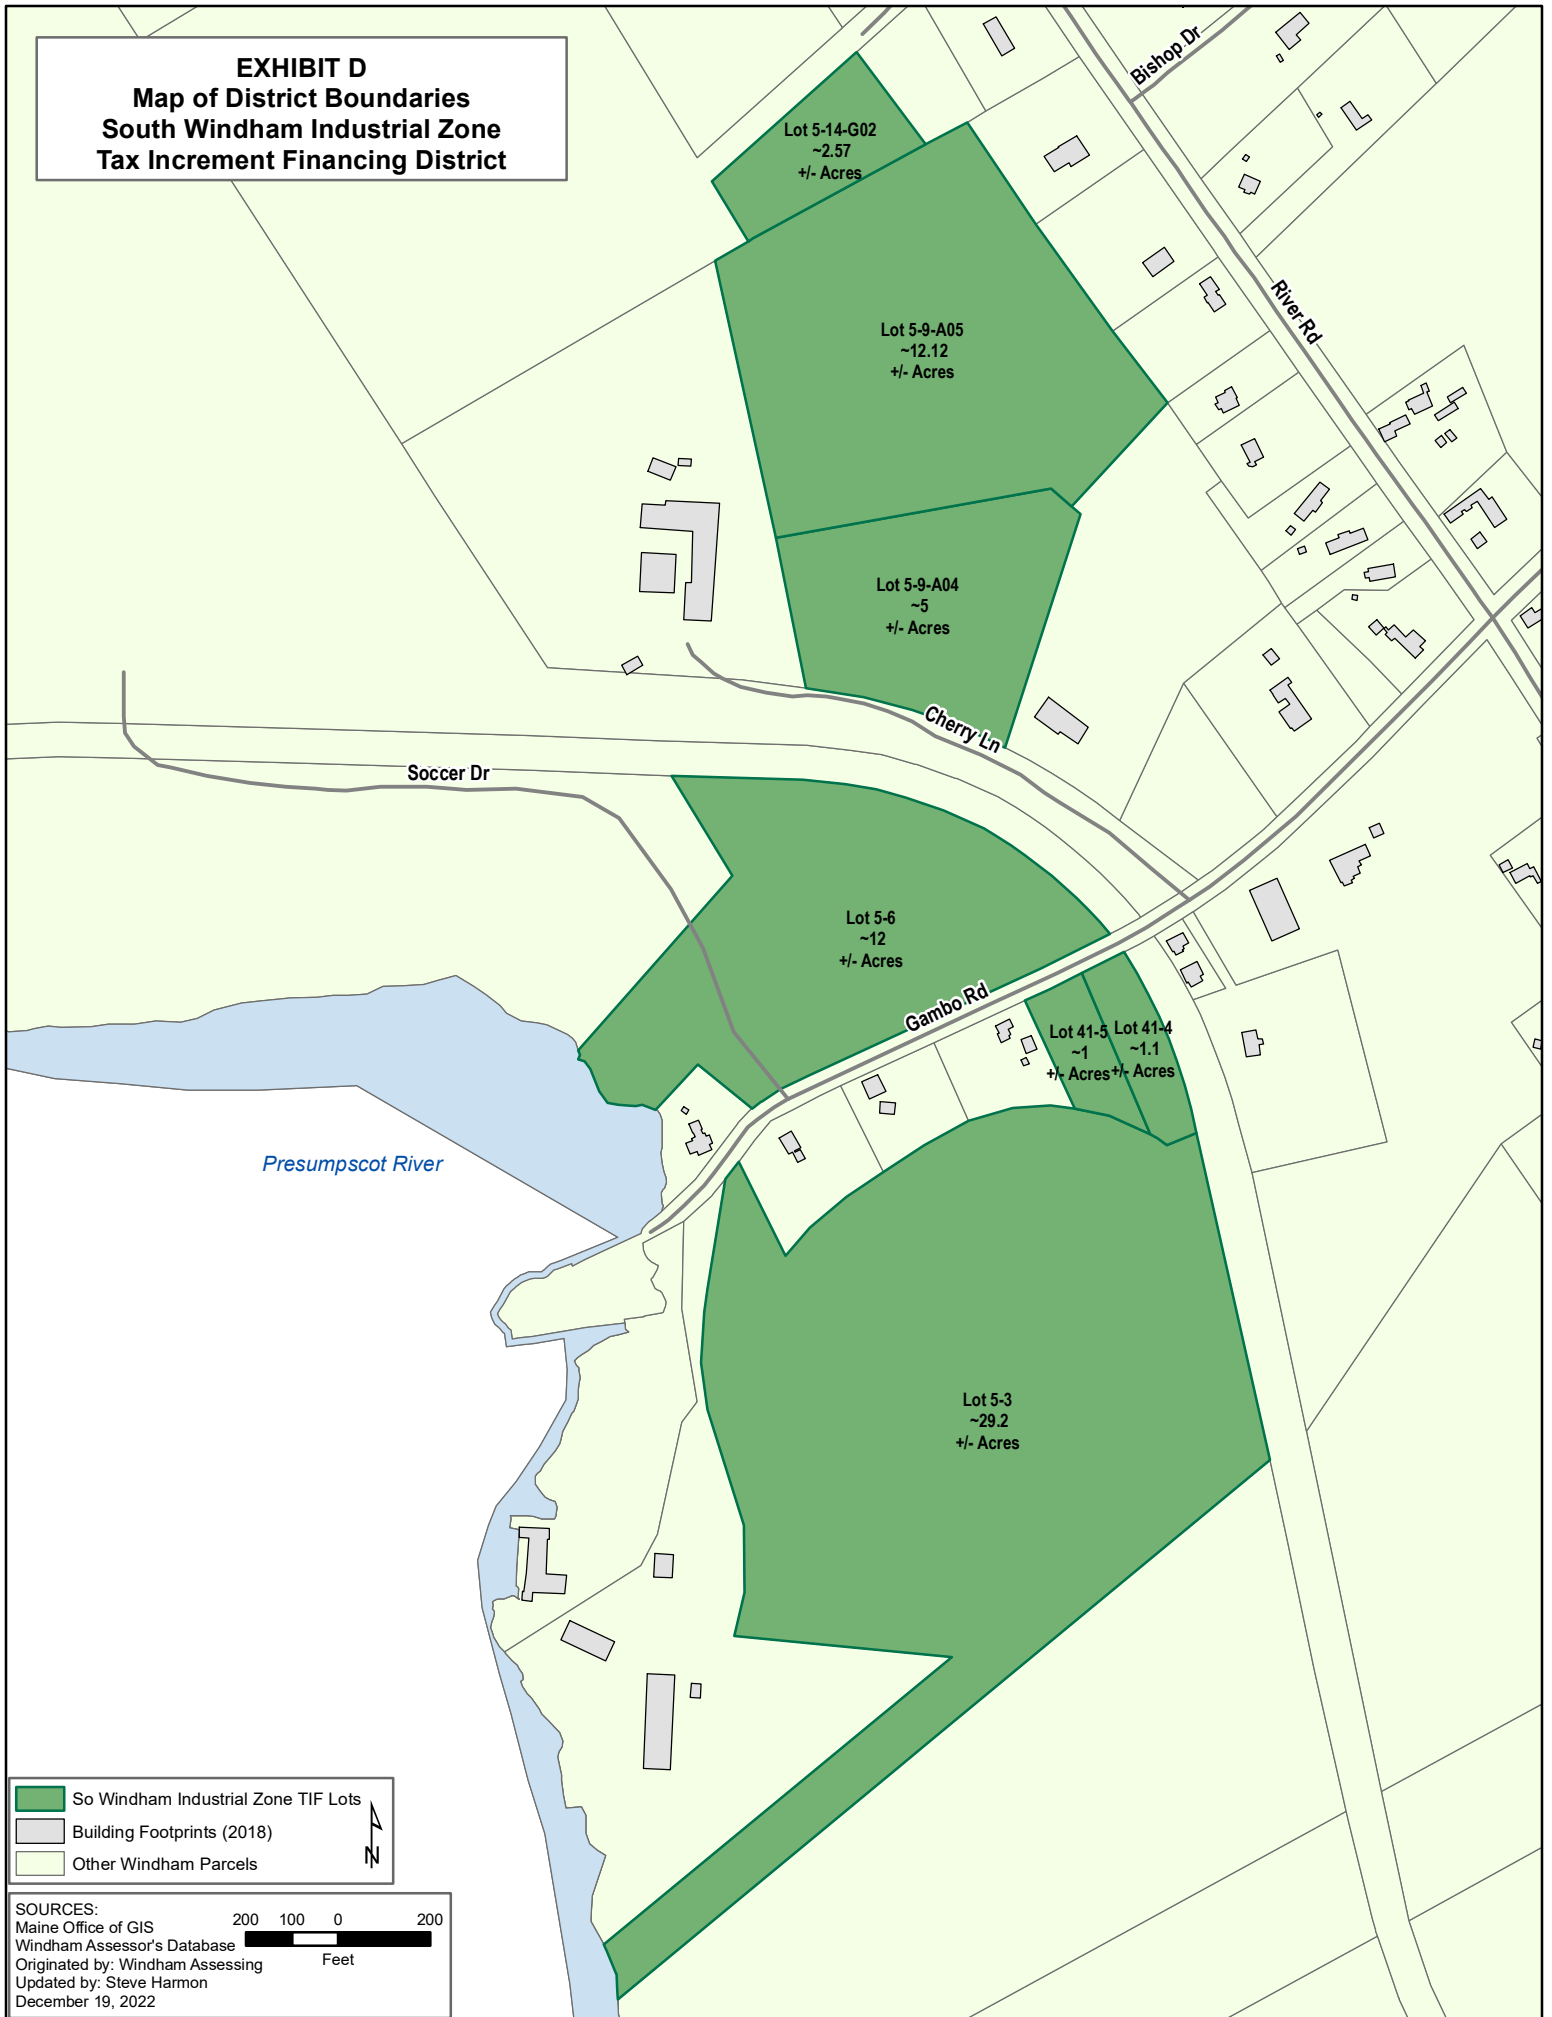 EXHIBIT D
Map of District Boundaries
South Windham Industrial Zone
Tax Increment Financing District
Bishop Dr
Lot 5-14-G02
~2.57
+/- Acres
River Rd
Lot 5-9-A05
~12.12
+/- Acres
Lot 5-9-A04
~5
+/- Acres
Cherry Ln
Soccer Dr
Lot 5-6
~12
+/- Acres
Gambo Rd
Lot 41-5
~1
+/- Acres
Lot 41-4
~1.1
+/- Acres
Presumpscot River
Lot 5-3
~29.2
+/- Acres
So Windham Industrial Zone TIF Lots
Building Footprints (2018)
Other Windham Parcels
N
SOURCES:
Maine Office of GIS
Windham Assessor's Database
Originated by: Windham Assessing
Updated by: Steve Harmon
December 19, 2022
200 100 0 200
Feet